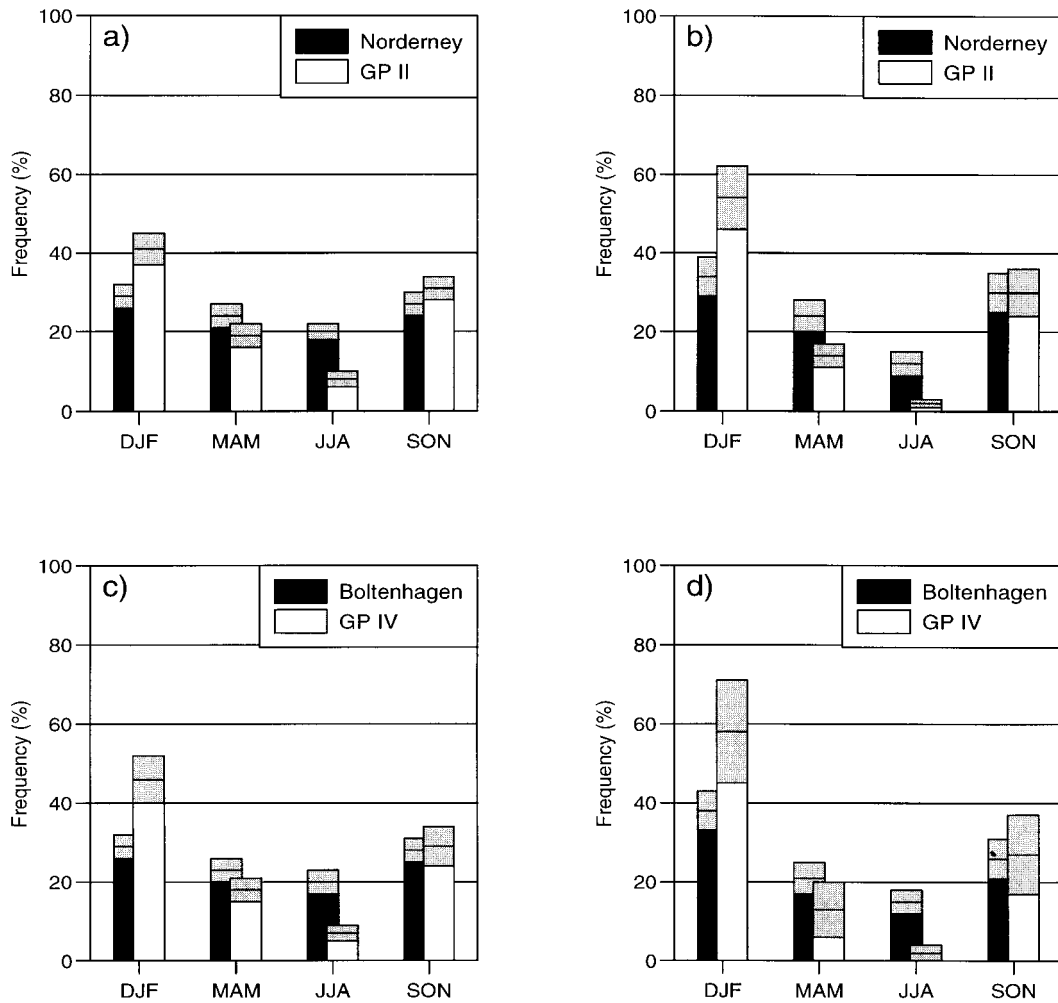 a)
Norderney
GP II
Frequency (%)
100
80
60
40
20
0
DJF
MAM
JJA
SON
b)
Norderney
GP II
Frequency (%)
100
80
60
40
20
0
DJF
MAM
JJA
SON
c)
Boltenhagen
GP IV
Frequency (%)
100
80
60
40
20
0
DJF
MAM
JJA
SON
d)
Boltenhagen
GP IV
Frequency (%)
100
80
60
40
20
0
DJF
MAM
JJA
SON